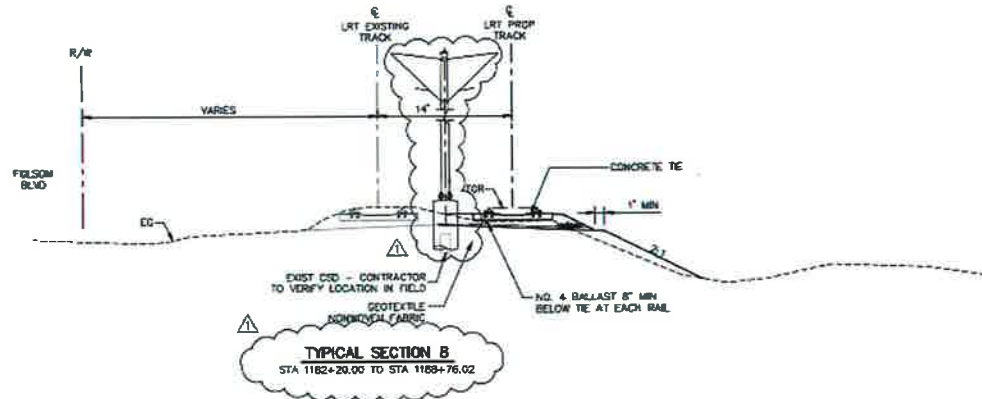 ℄
LRT EXISTING
TRACK
℄
LRT PROP
TRACK
R/W
VARIES
14'
FOLSOM
BLVD
CONCRETE TIE
TOR
1' MIN
EG
2:1
1
EXIST CSD - CONTRACTOR
TO VERIFY LOCATION IN FIELD
GEOTEXTILE
NONWOVEN FABRIC
NO. 4 BALLAST 8" MIN
BELOW TIE AT EACH RAIL
1
TYPICAL SECTION B
STA 1182+20.00 TO STA 1188+76.02